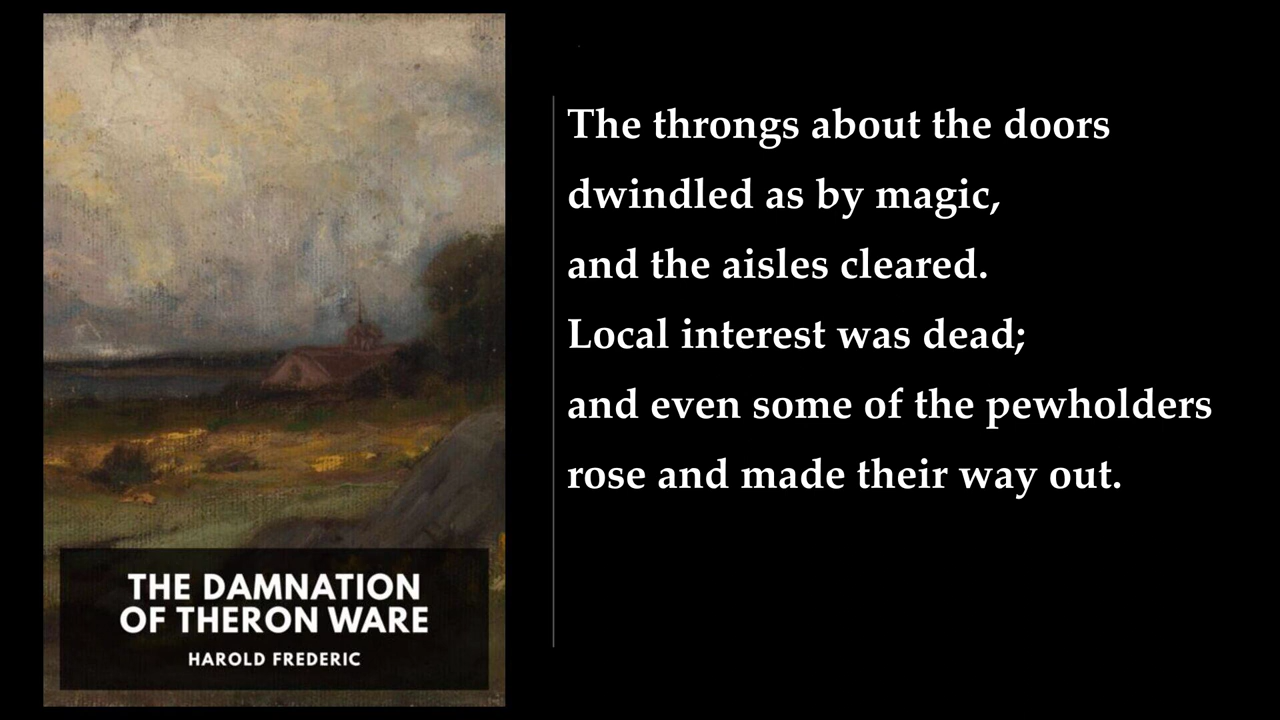 The throngs about the doors
dwindled as by magic,
and the aisles cleared.
Local interest was dead;
and even some of the pewholders
rose and made their way out.
THE DAMNATION
OF THERON WARE
HAROLD FREDERIC